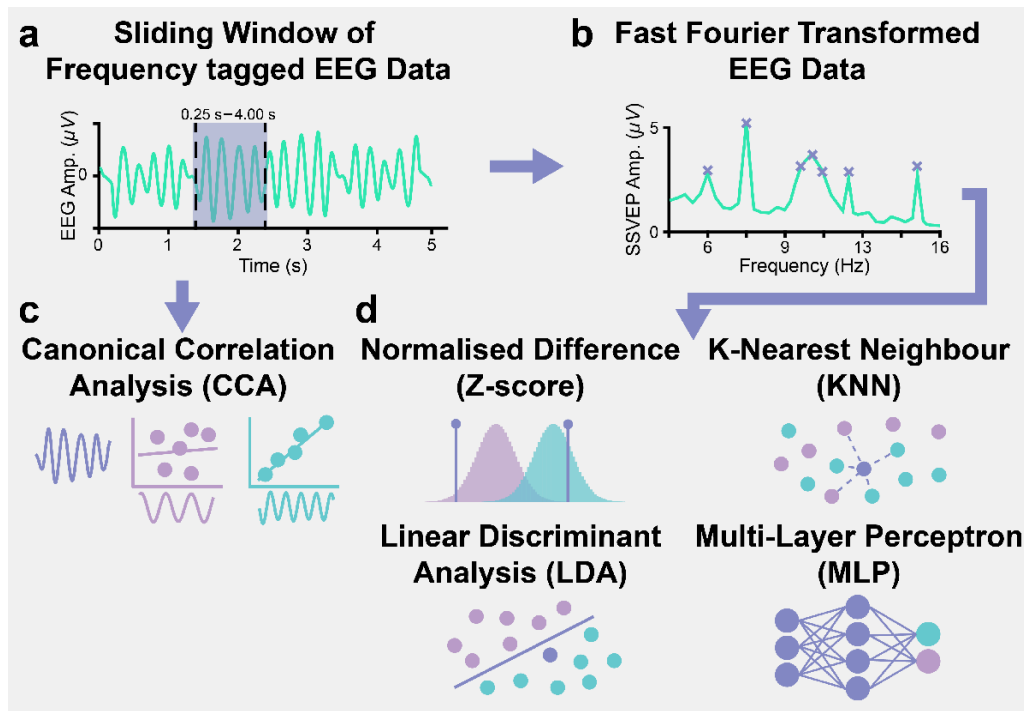 a
Sliding Window of
Frequency tagged EEG Data
0.25 s–4.00 s
EEG Amp. (μV)
0
0 1 2 3 4 5
Time (s)
b
Fast Fourier Transformed
EEG Data
SSVEP Amp. (μV)
5
0
6 9 13 16
Frequency (Hz)
c
Canonical Correlation
Analysis (CCA)
d
Normalised Difference
(Z-score)
K-Nearest Neighbour
(KNN)
Linear Discriminant
Analysis (LDA)
Multi-Layer Perceptron
(MLP)